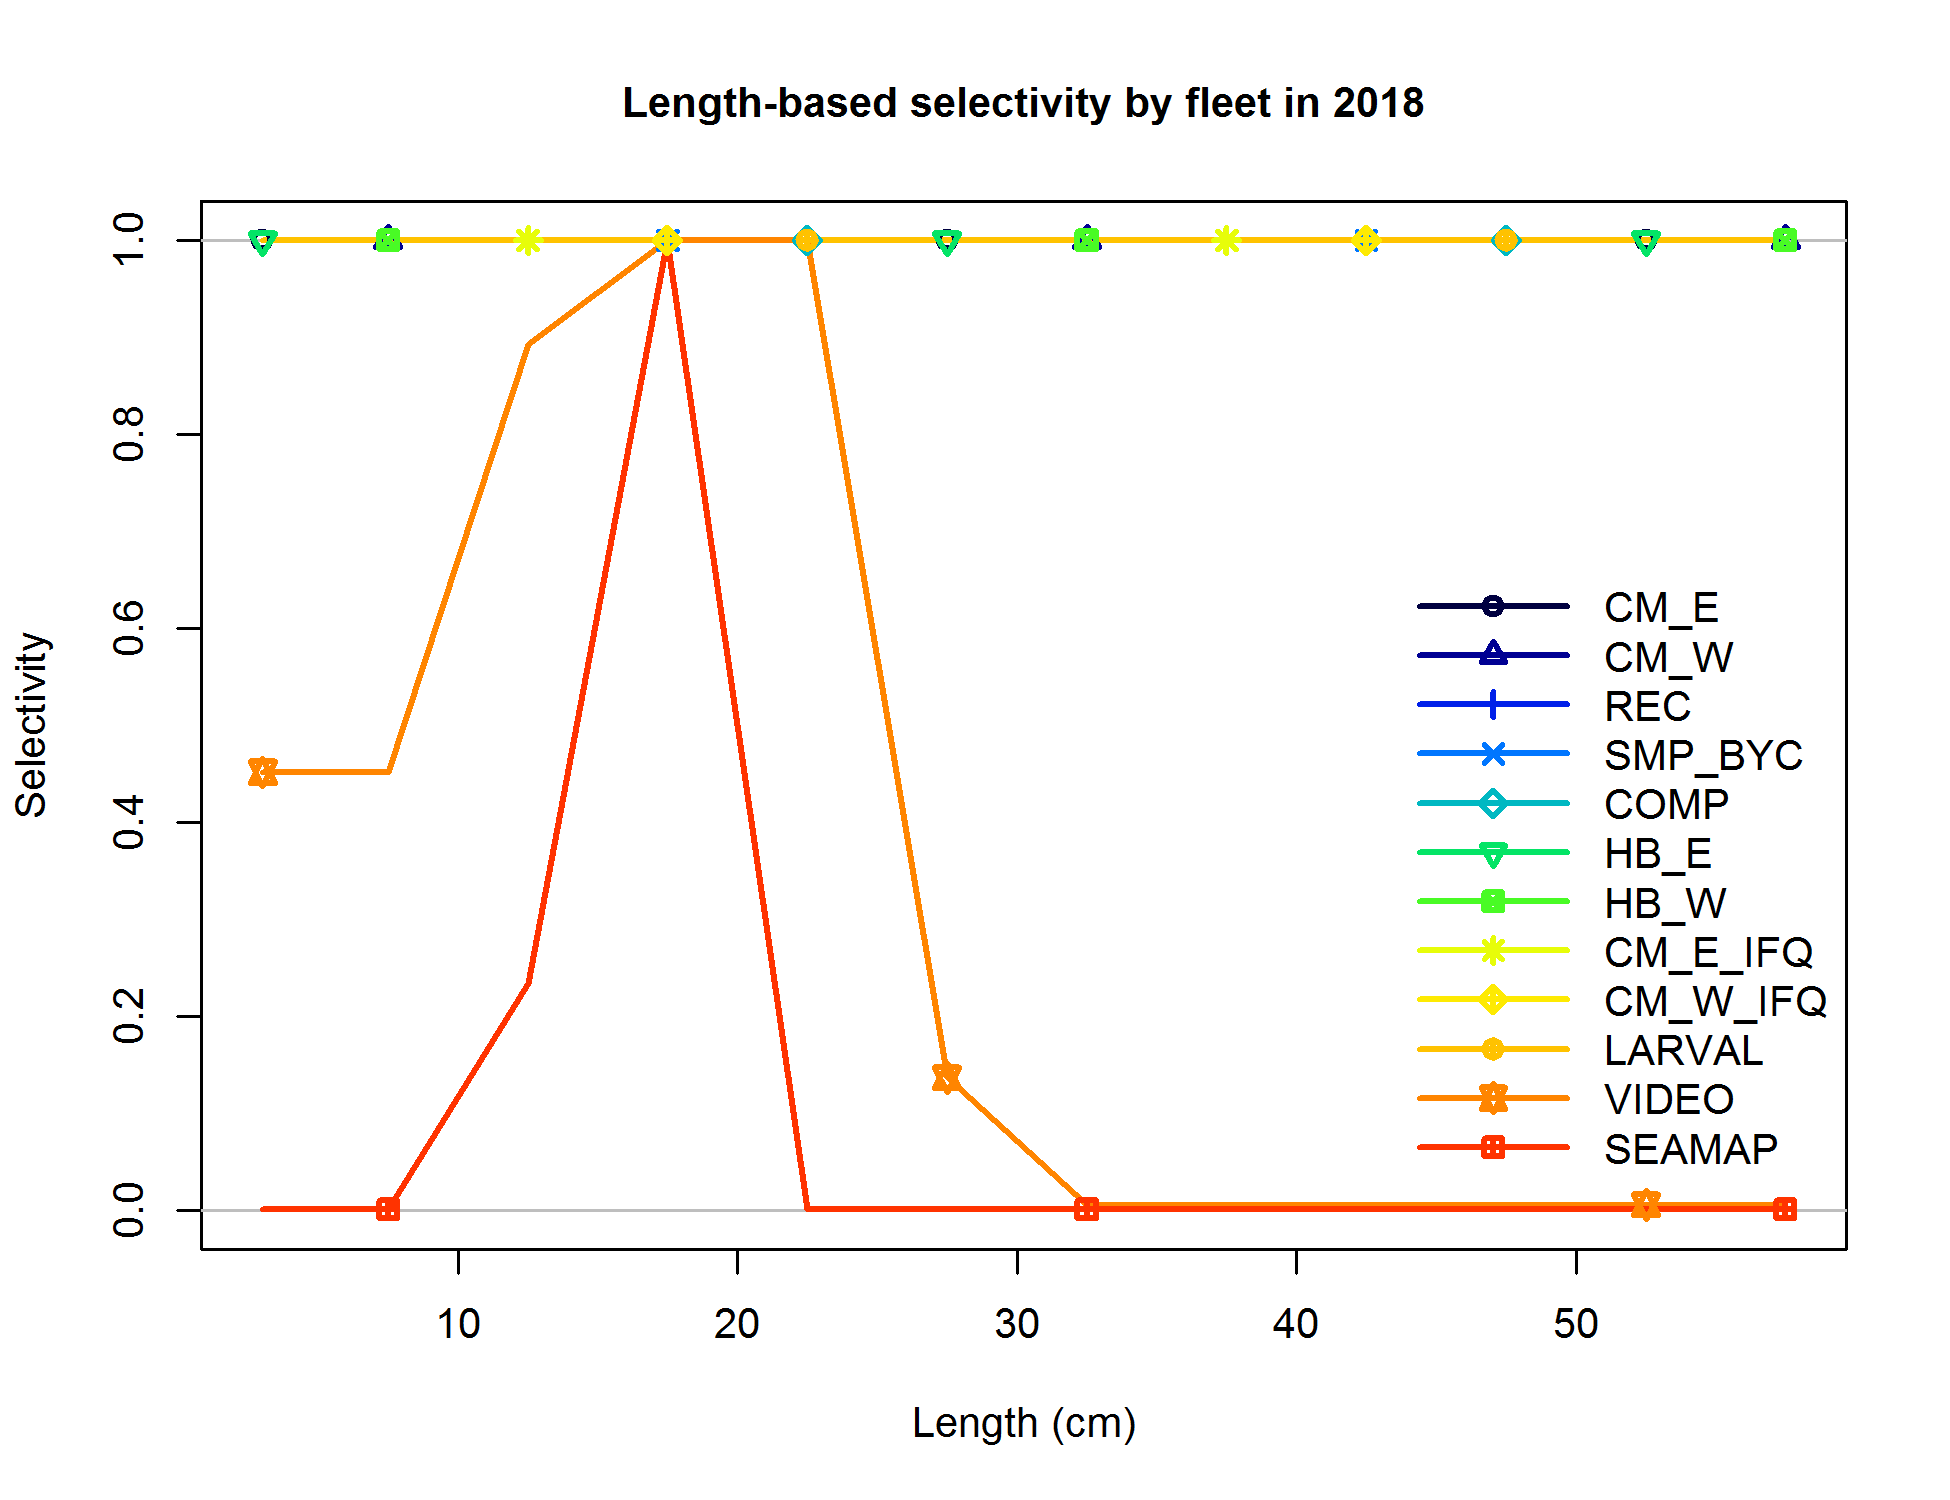 Length-based selectivity by fleet in 2018
Selectivity
1.0
0.8
0.6
0.4
0.2
0.0
CM_E
CM_W
REC
SMP_BYC
COMP
HB_E
HB_W
CM_E_IFQ
CM_W_IFQ
LARVAL
VIDEO
SEAMAP
10 20 30 40 50
Length (cm)